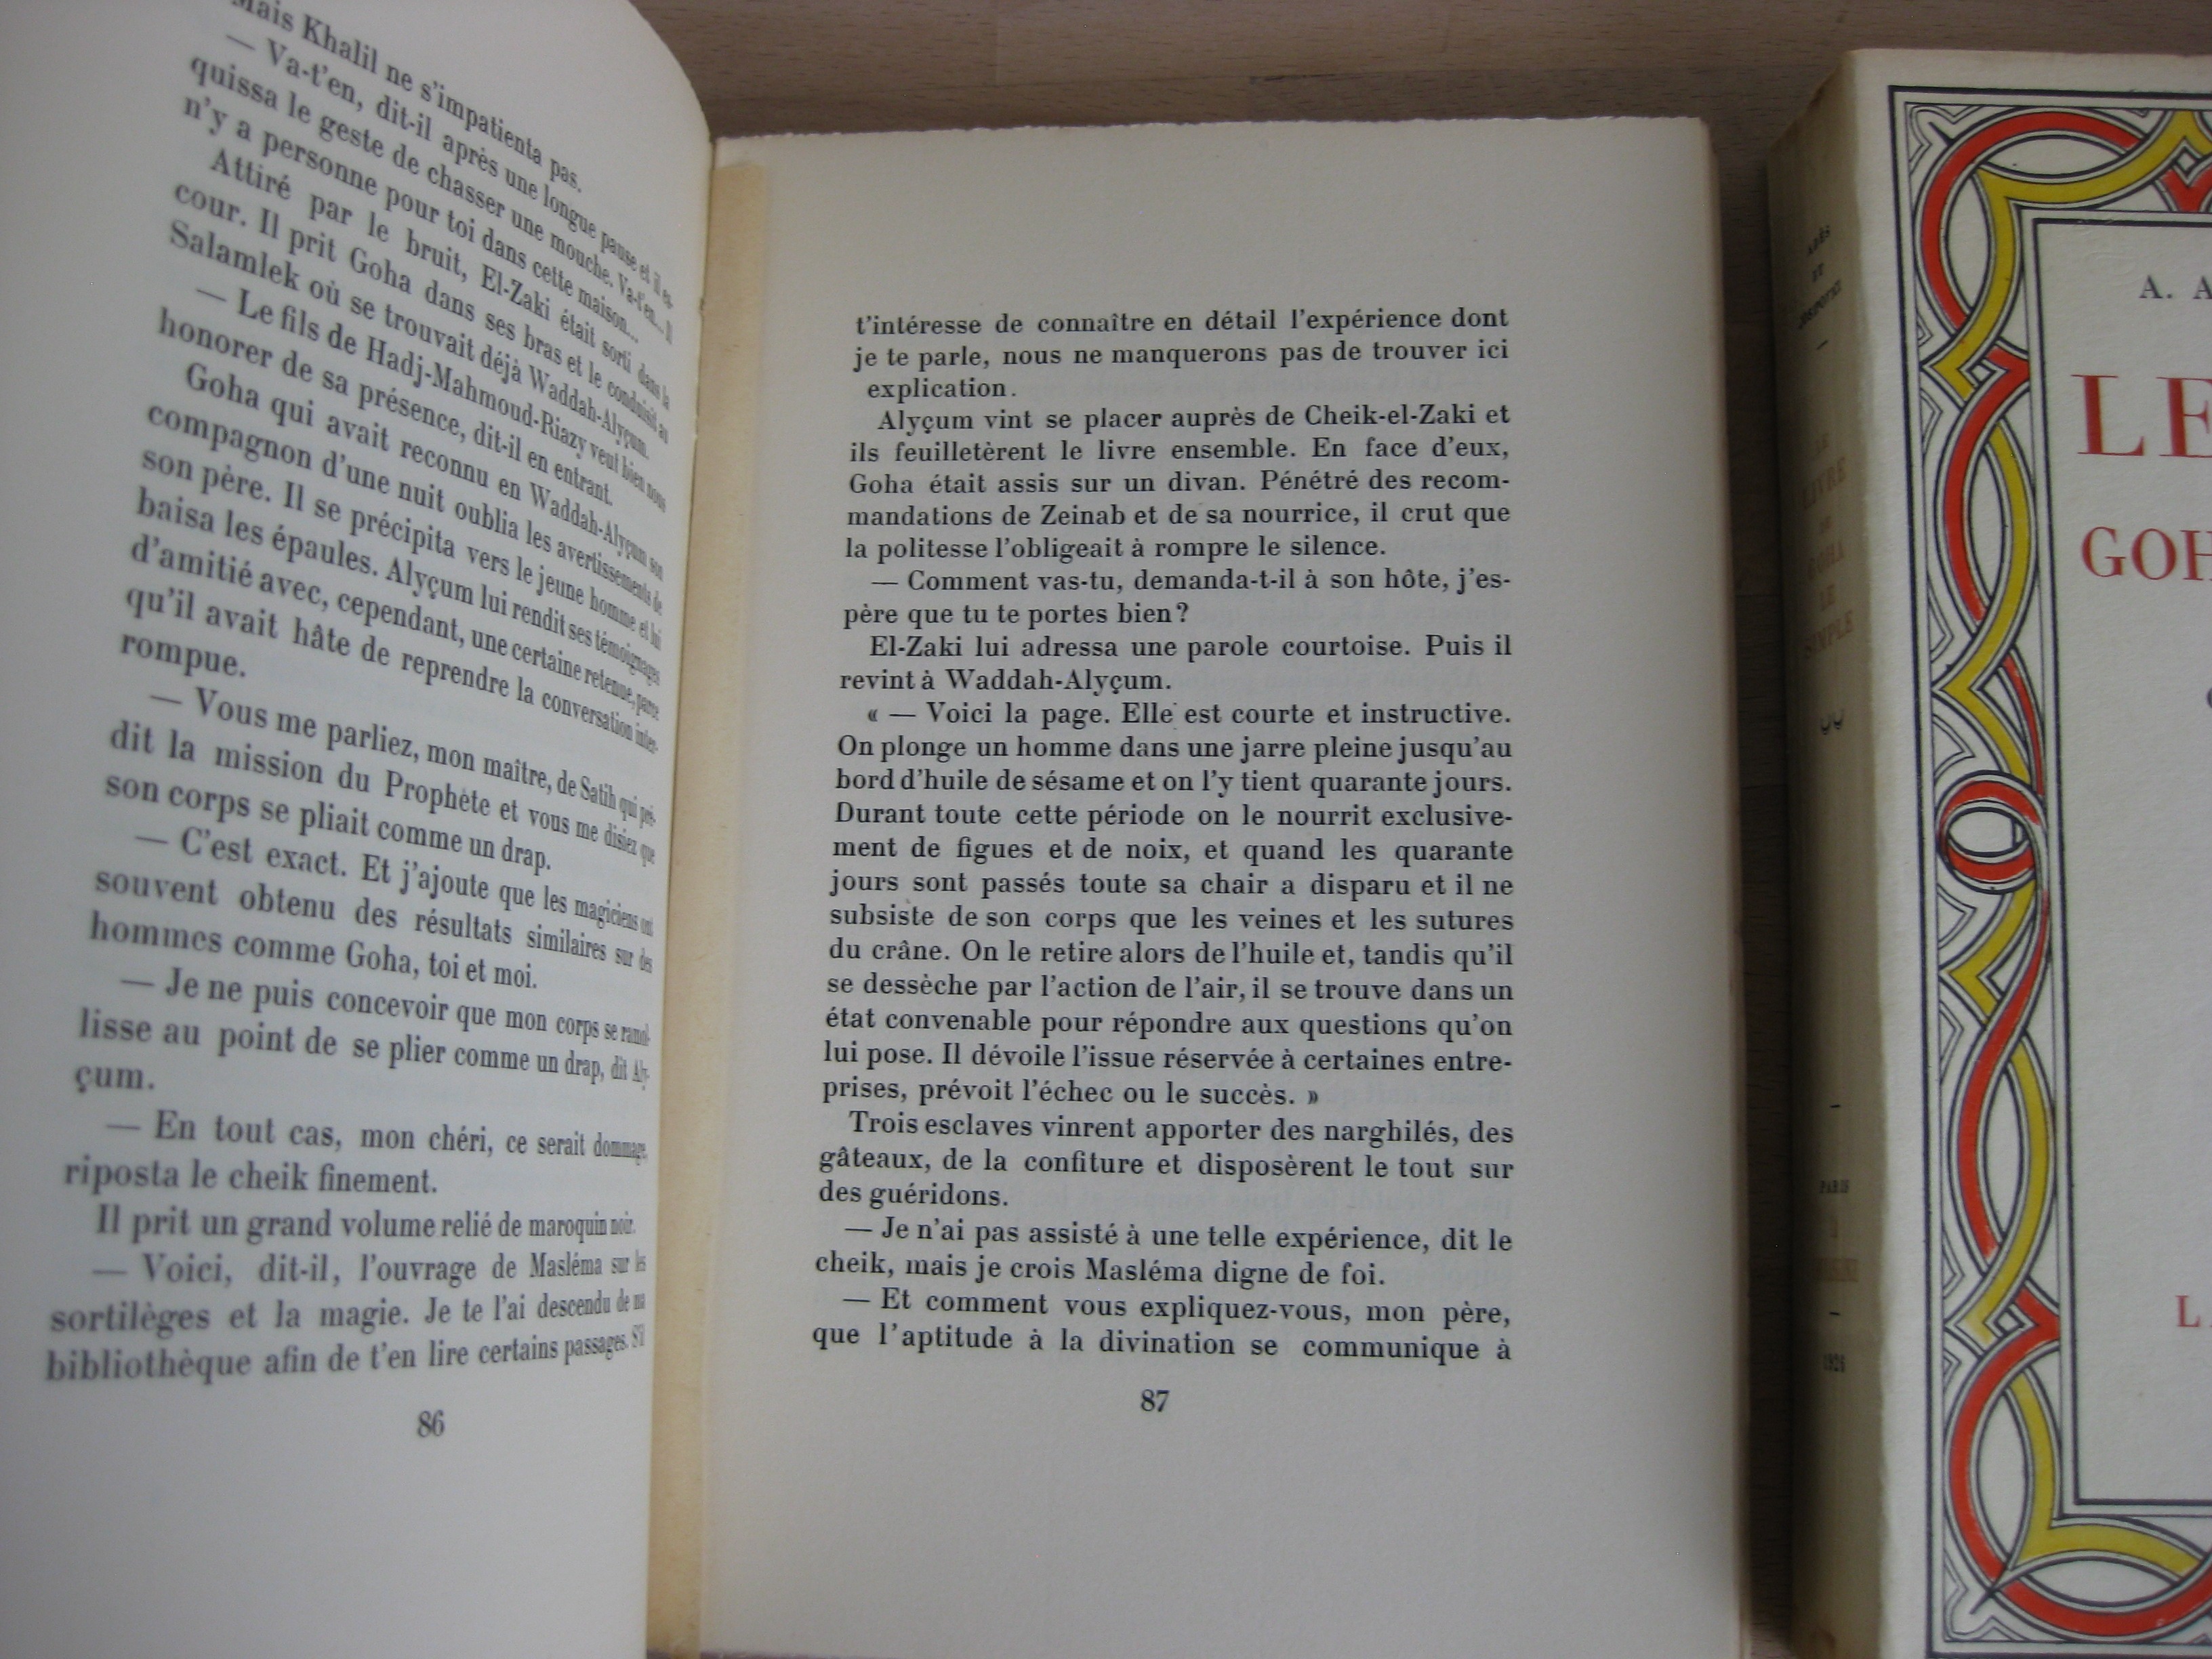 Mais Khalil ne s'impatienta pas.
— Va-t'en, dit-il après une longue pause et il es-
quissa le geste de chasser une mouche. Va-t'en... Il
n'y a personne pour toi dans cette maison...
Attiré par le bruit, El-Zaki était sorti dans la
cour. Il prit Goha dans ses bras et le conduisit au
Salamlek où se trouvait déjà Waddah-Alyçum.
— Le fils de Hadj-Mahmoud-Riazy veut bien nous
honorer de sa présence, dit-il en entrant.
Goha qui avait reconnu en Waddah-Alyçum son
compagnon d'une nuit oublia les avertissements de
son père. Il se précipita vers le jeune homme et lui
baisa les épaules. Alyçum lui rendit ses témoignages
d'amitié avec, cependant, une certaine retenue, parce
qu'il avait hâte de reprendre la conversation inter-
rompue.
— Vous me parliez, mon maître, de Satih qui pré-
dit la mission du Prophète et vous me disiez que
son corps se pliait comme un drap.
— C'est exact. Et j'ajoute que les magiciens ont
souvent obtenu des résultats similaires sur des
hommes comme Goha, toi et moi.
— Je ne puis concevoir que mon corps se ramol-
lisse au point de se plier comme un drap, dit Aly-
çum.
— En tout cas, mon chéri, ce serait dommage,
riposta le cheik finement.
Il prit un grand volume relié de maroquin noir.
— Voici, dit-il, l'ouvrage de Masléma sur les
sortilèges et la magie. Je te l'ai descendu de ma
bibliothèque afin de t'en lire certains passages. S'il
86
t'intéresse de connaître en détail l'expérience dont
je te parle, nous ne manquerons pas de trouver ici
explication.
Alyçum vint se placer auprès de Cheik-el-Zaki et
ils feuilletèrent le livre ensemble. En face d'eux,
Goha était assis sur un divan. Pénétré des recom-
mandations de Zeinab et de sa nourrice, il crut que
la politesse l'obligeait à rompre le silence.
— Comment vas-tu, demanda-t-il à son hôte, j'es-
père que tu te portes bien ?
El-Zaki lui adressa une parole courtoise. Puis il
revint à Waddah-Alyçum.
« — Voici la page. Elle est courte et instructive.
On plonge un homme dans une jarre pleine jusqu'au
bord d'huile de sésame et on l'y tient quarante jours.
Durant toute cette période on le nourrit exclusive-
ment de figues et de noix, et quand les quarante
jours sont passés toute sa chair a disparu et il ne
subsiste de son corps que les veines et les sutures
du crâne. On le retire alors de l'huile et, tandis qu'il
se dessèche par l'action de l'air, il se trouve dans un
état convenable pour répondre aux questions qu'on
lui pose. Il dévoile l'issue réservée à certaines entre-
prises, prévoit l'échec ou le succès. »
Trois esclaves vinrent apporter des narghilés, des
gâteaux, de la confiture et disposèrent le tout sur
des guéridons.
— Je n'ai pas assisté à une telle expérience, dit le
cheik, mais je crois Masléma digne de foi.
— Et comment vous expliquez-vous, mon père,
que l'aptitude à la divination se communique à
87
ADÈS
ET
JOSIPOVICI
—
LE
LIVRE
DE
GOHA
LE
SIMPLE
PARIS
—
1926
A. A
LE
GOH
L